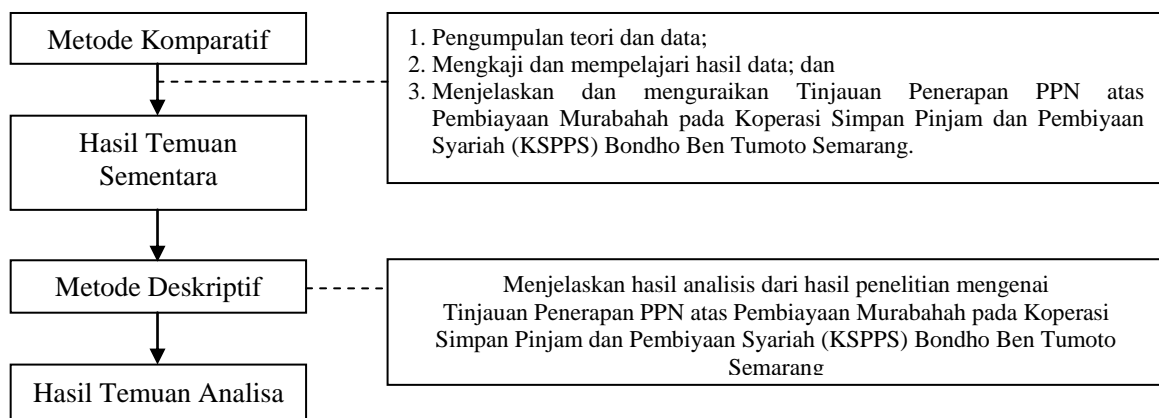 Metode Komparatif
1. Pengumpulan teori dan data;
2. Mengkaji dan mempelajari hasil data; dan
3. Menjelaskan dan menguraikan Tinjauan Penerapan PPN atas
Pembiayaan Murabahah pada Koperasi Simpan Pinjam dan Pembiyaan
Syariah (KSPPS) Bondho Ben Tumoto Semarang.
Hasil Temuan
Sementara
Metode Deskriptif
Menjelaskan hasil analisis dari hasil penelitian mengenai
Tinjauan Penerapan PPN atas Pembiayaan Murabahah pada Koperasi
Simpan Pinjam dan Pembiyaan Syariah (KSPPS) Bondho Ben Tumoto
Semarang
Hasil Temuan Analisa